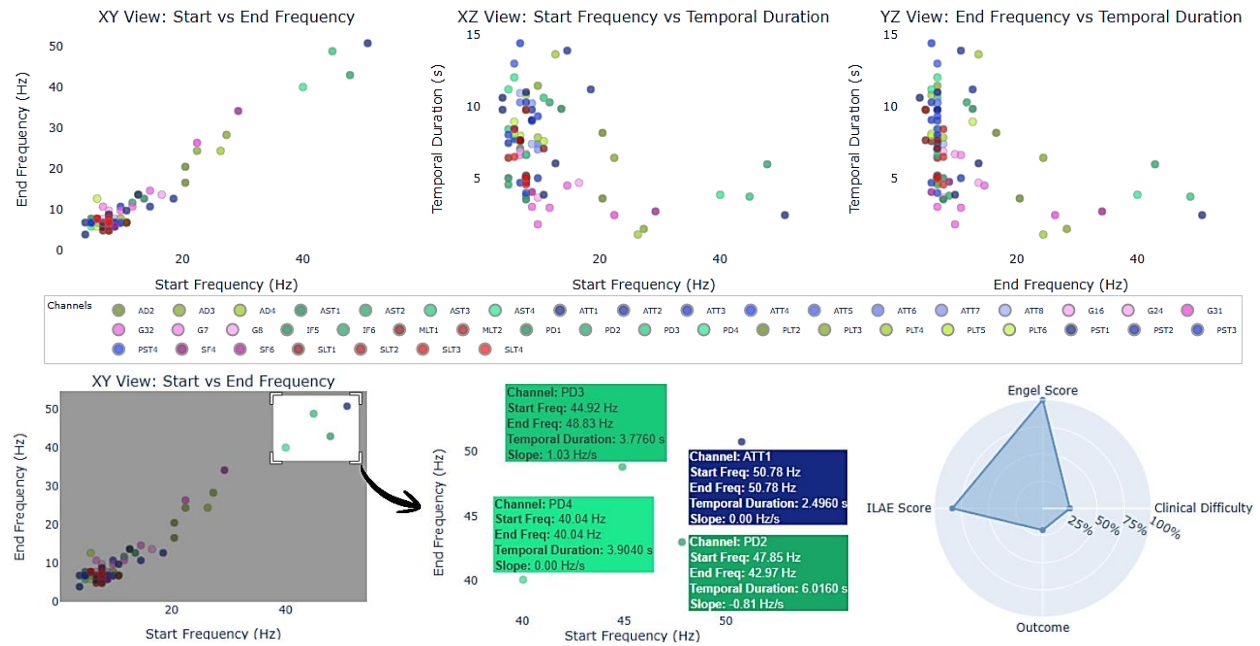 XY View: Start vs End Frequency
50
40
30
20
10
0
End Frequency (Hz)
20
40
Start Frequency (Hz)
XZ View: Start Frequency vs Temporal Duration
15
10
5
Temporal Duration (s)
20
40
Start Frequency (Hz)
YZ View: End Frequency vs Temporal Duration
15
10
5
Temporal Duration (s)
20
40
End Frequency (Hz)
Channels
AD2 AD3 AD4 AST1 AST2 AST3 AST4 ATT1 ATT2 ATT3 ATT4 ATT5 ATT6 ATT7 ATT8 G16 G24 G31
G32 G7 G8 IF5 IF6 MLT1 MLT2 PD1 PD2 PD3 PD4 PLT2 PLT3 PLT4 PLT5 PLT6 PST1 PST2 PST3
PST4 SF4 SF6 SLT1 SLT2 SLT3 SLT4
XY View: Start vs End Frequency
50
40
30
20
10
0
End Frequency (Hz)
20
40
Start Frequency (Hz)
Channel: PD3
Start Freq: 44.92 Hz
End Freq: 48.83 Hz
Temporal Duration: 3.7760 s
Slope: 1.03 Hz/s
Channel: ATT1
Start Freq: 50.78 Hz
End Freq: 50.78 Hz
Temporal Duration: 2.4960 s
Slope: 0.00 Hz/s
Channel: PD4
Start Freq: 40.04 Hz
End Freq: 40.04 Hz
Temporal Duration: 3.9040 s
Slope: 0.00 Hz/s
Channel: PD2
Start Freq: 47.85 Hz
End Freq: 42.97 Hz
Temporal Duration: 6.0160 s
Slope: -0.81 Hz/s
50
45
40
End Frequency (Hz)
40
45
50
Start Frequency (Hz)
Engel Score
ILAE Score
Clinical Difficulty
25% 50% 75% 100%
Outcome